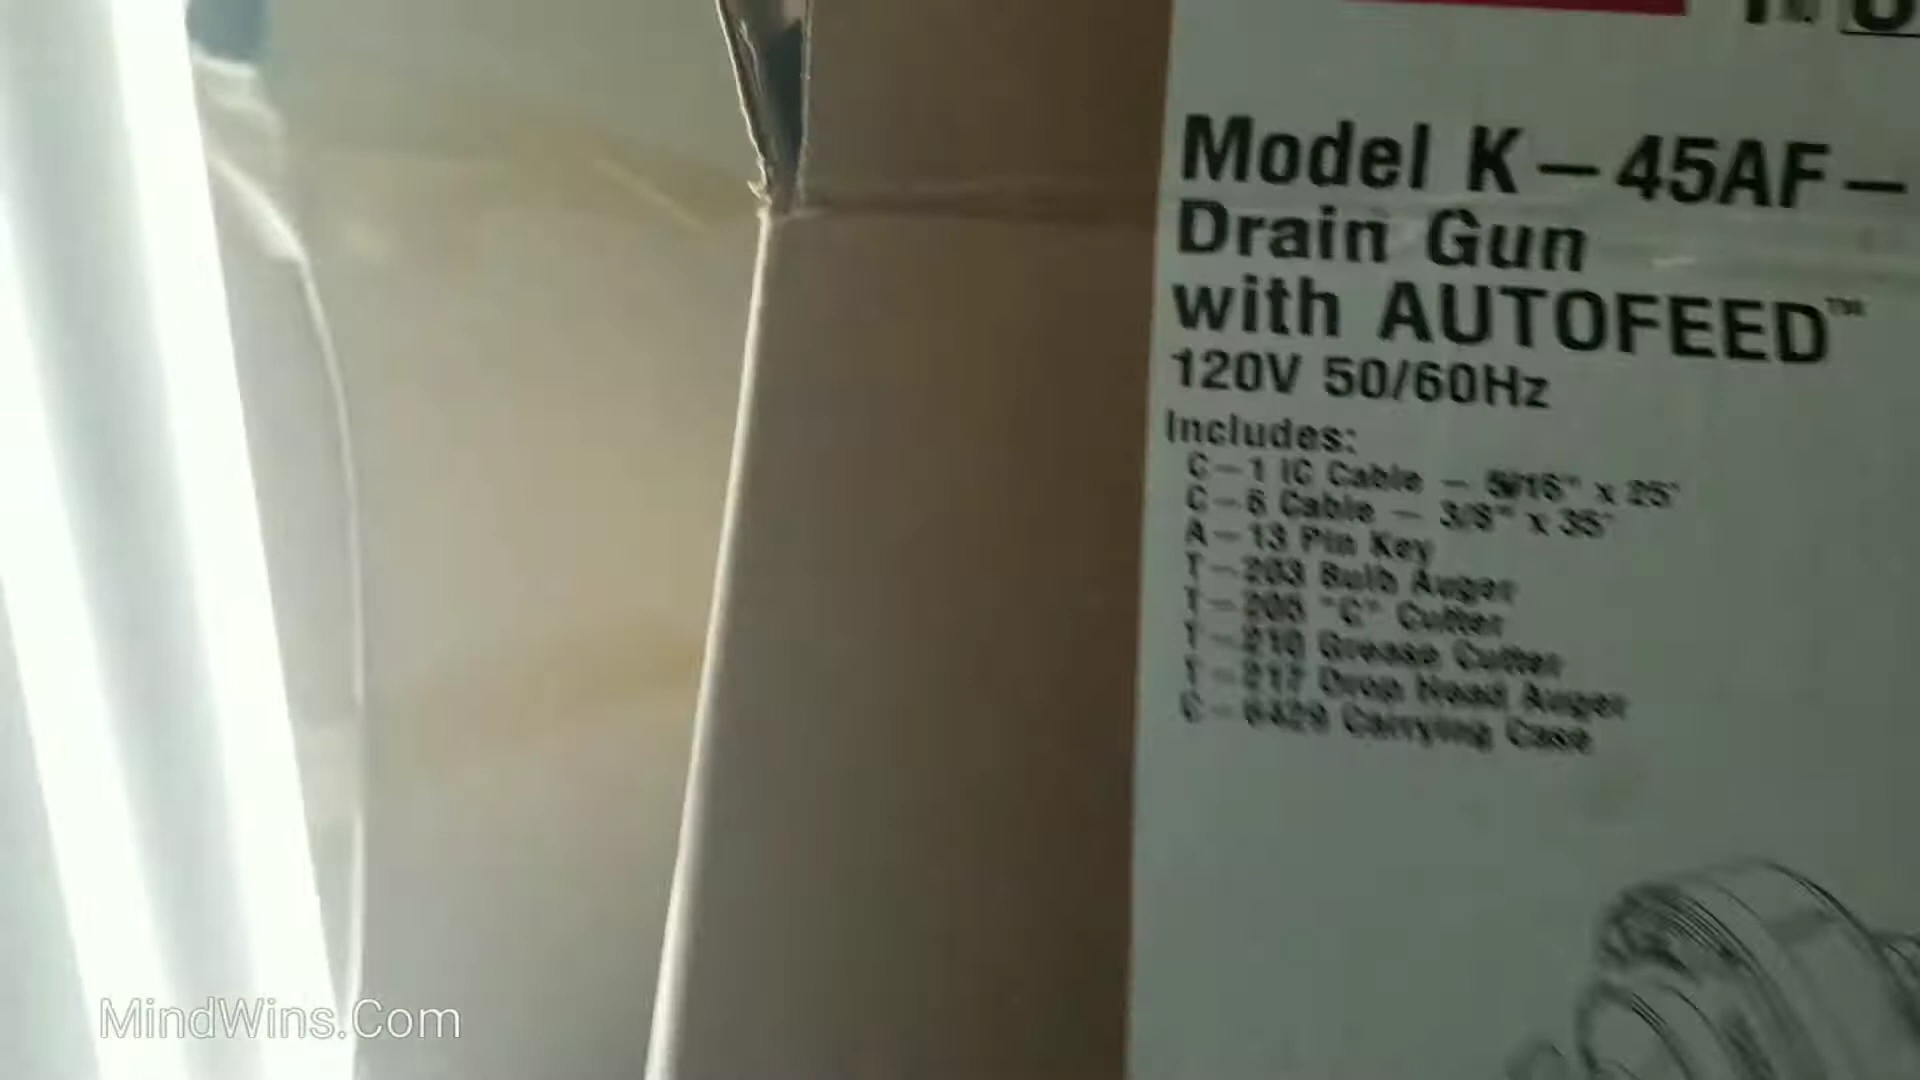 Model K-45AF-
Drain Gun
with AUTOFEED™
120V 50/60Hz
Includes:
C-1 IC Cable - 5/16" x 25'
C-6 Cable - 3/8" x 35'
A-13 Pin Key
T-203 Bulb Auger
T-205 "C" Cutter
T-210 Grease Cutter
T-217 Drop Head Auger
C-6429 Carrying Case
MindWins.Com